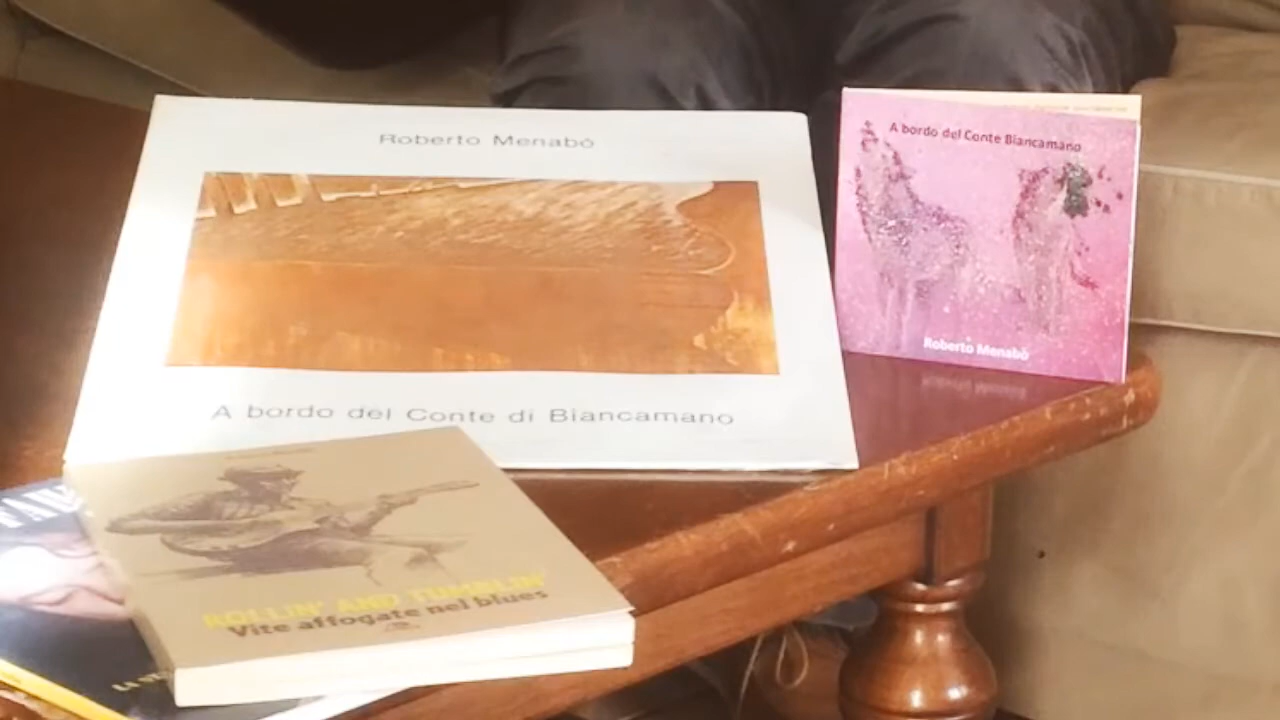 Roberto Menabò
A bordo del Conte di Biancamano
A bordo del Conte Biancamano
Roberto Menabò
ROLLIN' AND TUMBLIN'
Vite affogate nel blues